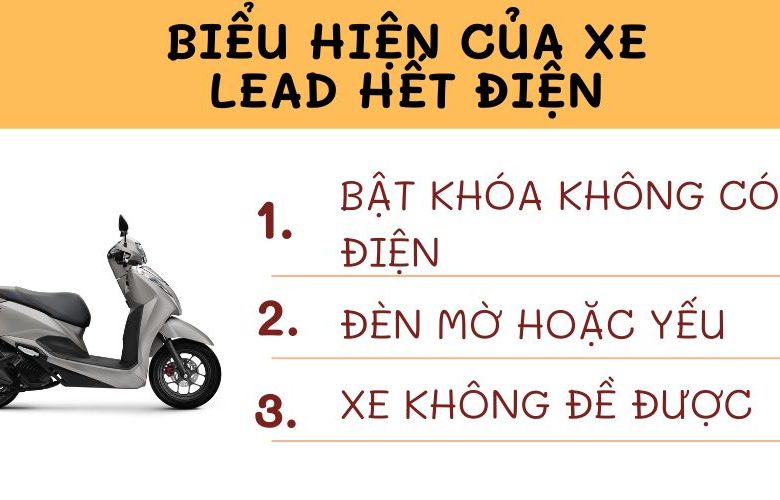 BIỂU HIỆN CỦA XE
LEAD HẾT ĐIỆN
1. BẬT KHÓA KHÔNG CÓ
ĐIỆN
2. ĐÈN MỜ HOẶC YẾU
3. XE KHÔNG ĐỀ ĐƯỢC